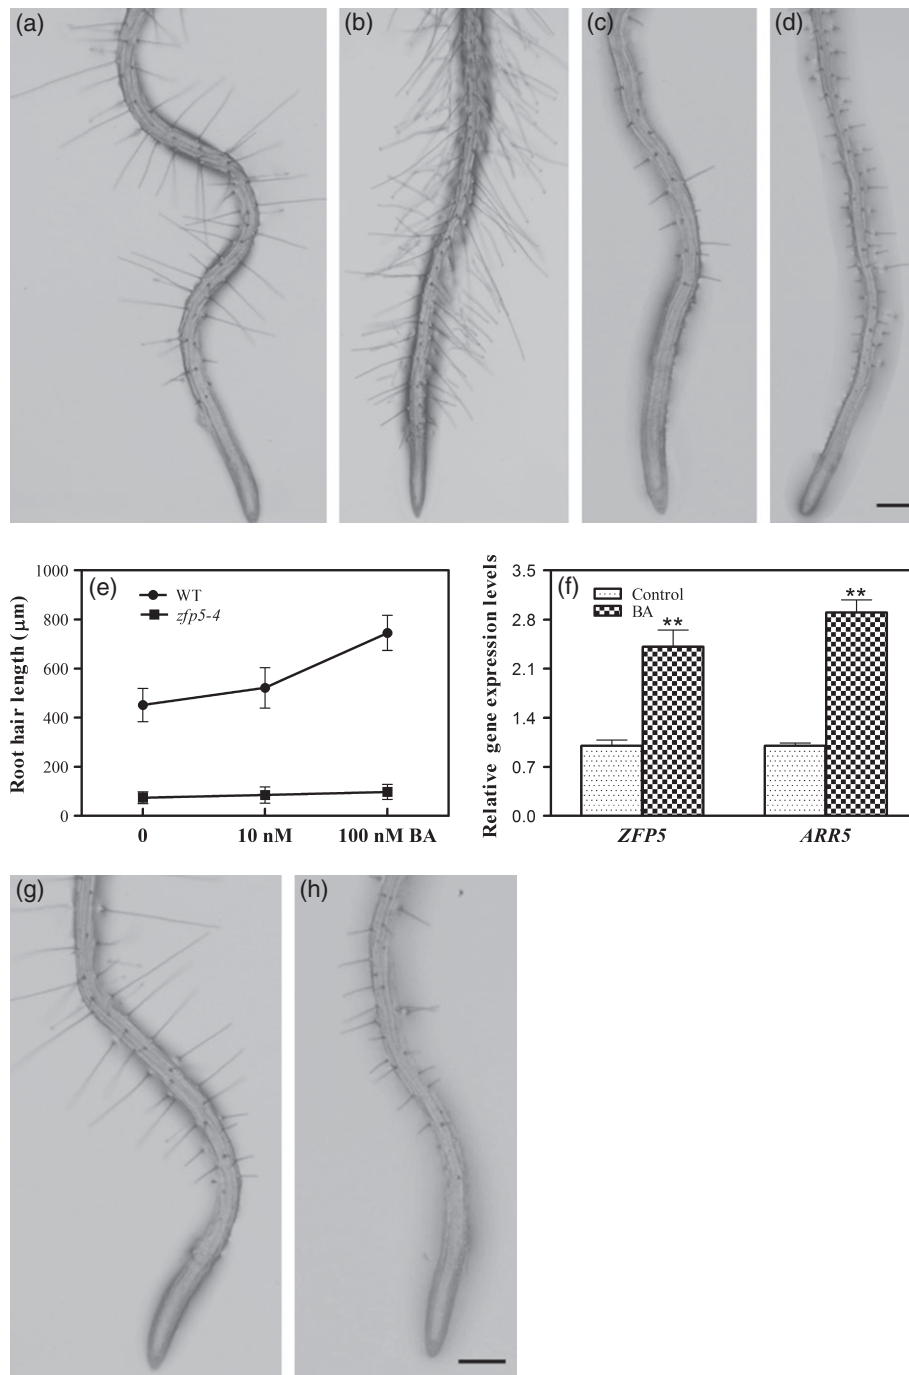 (a) (b) (c) (d)
(e)
1000
800
600
400
200
0
Root hair length (μm)
WT
zfp5-4
0 10 nM 100 nM BA
(f)
3.5
2.8
2.1
1.4
0.7
0.0
Relative gene expression levels
Control
BA
** **
ZFP5 ARR5
(g) (h)